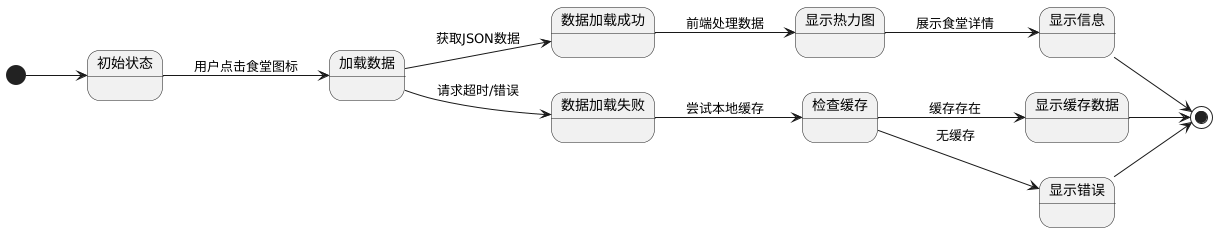 初始状态
用户点击食堂图标
加载数据
获取JSON数据
请求超时/错误
数据加载成功
前端处理数据
显示热力图
展示食堂详情
显示信息
数据加载失败
尝试本地缓存
检查缓存
缓存存在
显示缓存数据
无缓存
显示错误